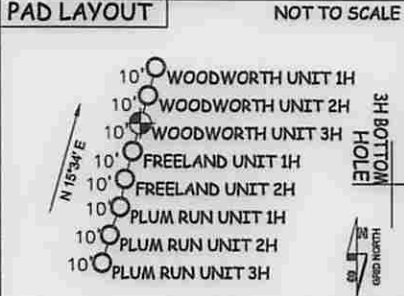 PAD LAYOUT
NOT TO SCALE
10' WOODWORTH UNIT 1H
10' WOODWORTH UNIT 2H
10' WOODWORTH UNIT 3H
10' FREELAND UNIT 1H
10' FREELAND UNIT 2H
10' PLUM RUN UNIT 1H
10' PLUM RUN UNIT 2H
10' PLUM RUN UNIT 3H
N 15°34' E
3H BOTTOM
HOLE
GRID NORTH